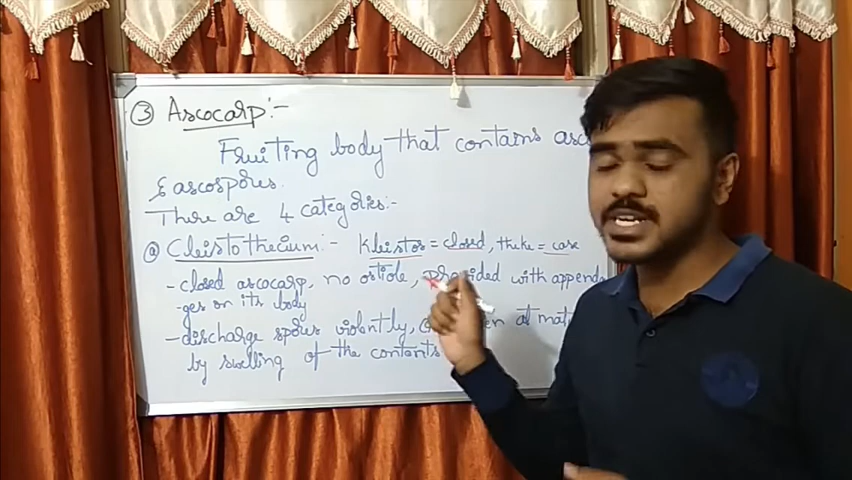 ③ Ascocarp :-
Fruiting body that contains asc
& ascospores.
There are 4 categories:-
ⓐ Cleistothecium :- Kleistos = closed, theke = case
- closed ascocarp, no ostiole, provided with appenda
-ges on its body
- discharge spores violently, en at mat
by swelling of the contents